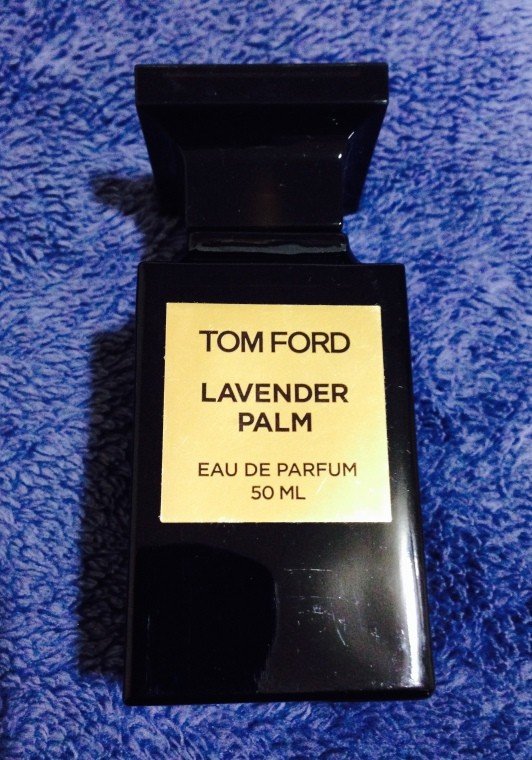 TOM FORD
LAVENDER
PALM
EAU DE PARFUM
50 ML